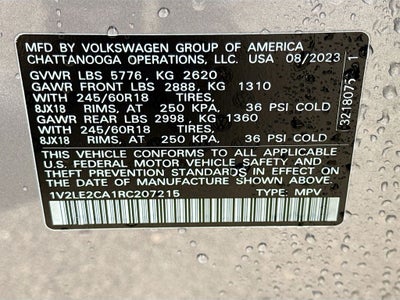 MFD BY VOLKSWAGEN GROUP OF AMERICA
CHATTANOOGA OPERATIONS, LLC. USA 08/2023
GVWR LBS 5776, KG 2620
GAWR FRONT LBS 2888, KG 1310
WITH 245/60R18 TIRES,
8JX18 RIMS, AT 250 KPA, 36 PSI COLD
GAWR REAR LBS 2998, KG 1360
WITH 245/60R18 TIRES,
8JX18 RIMS, AT 250 KPA, 36 PSI COLD
THIS VEHICLE CONFORMS TO ALL APPLICABLE
U.S. FEDERAL MOTOR VEHICLE SAFETY AND
THEFT PREVENTION STANDARDS IN EFFECT ON
THE DATE OF MANUFACTURE SHOWN ABOVE.
1V2LE2CA1RC207215 TYPE: MPV
3218075 1